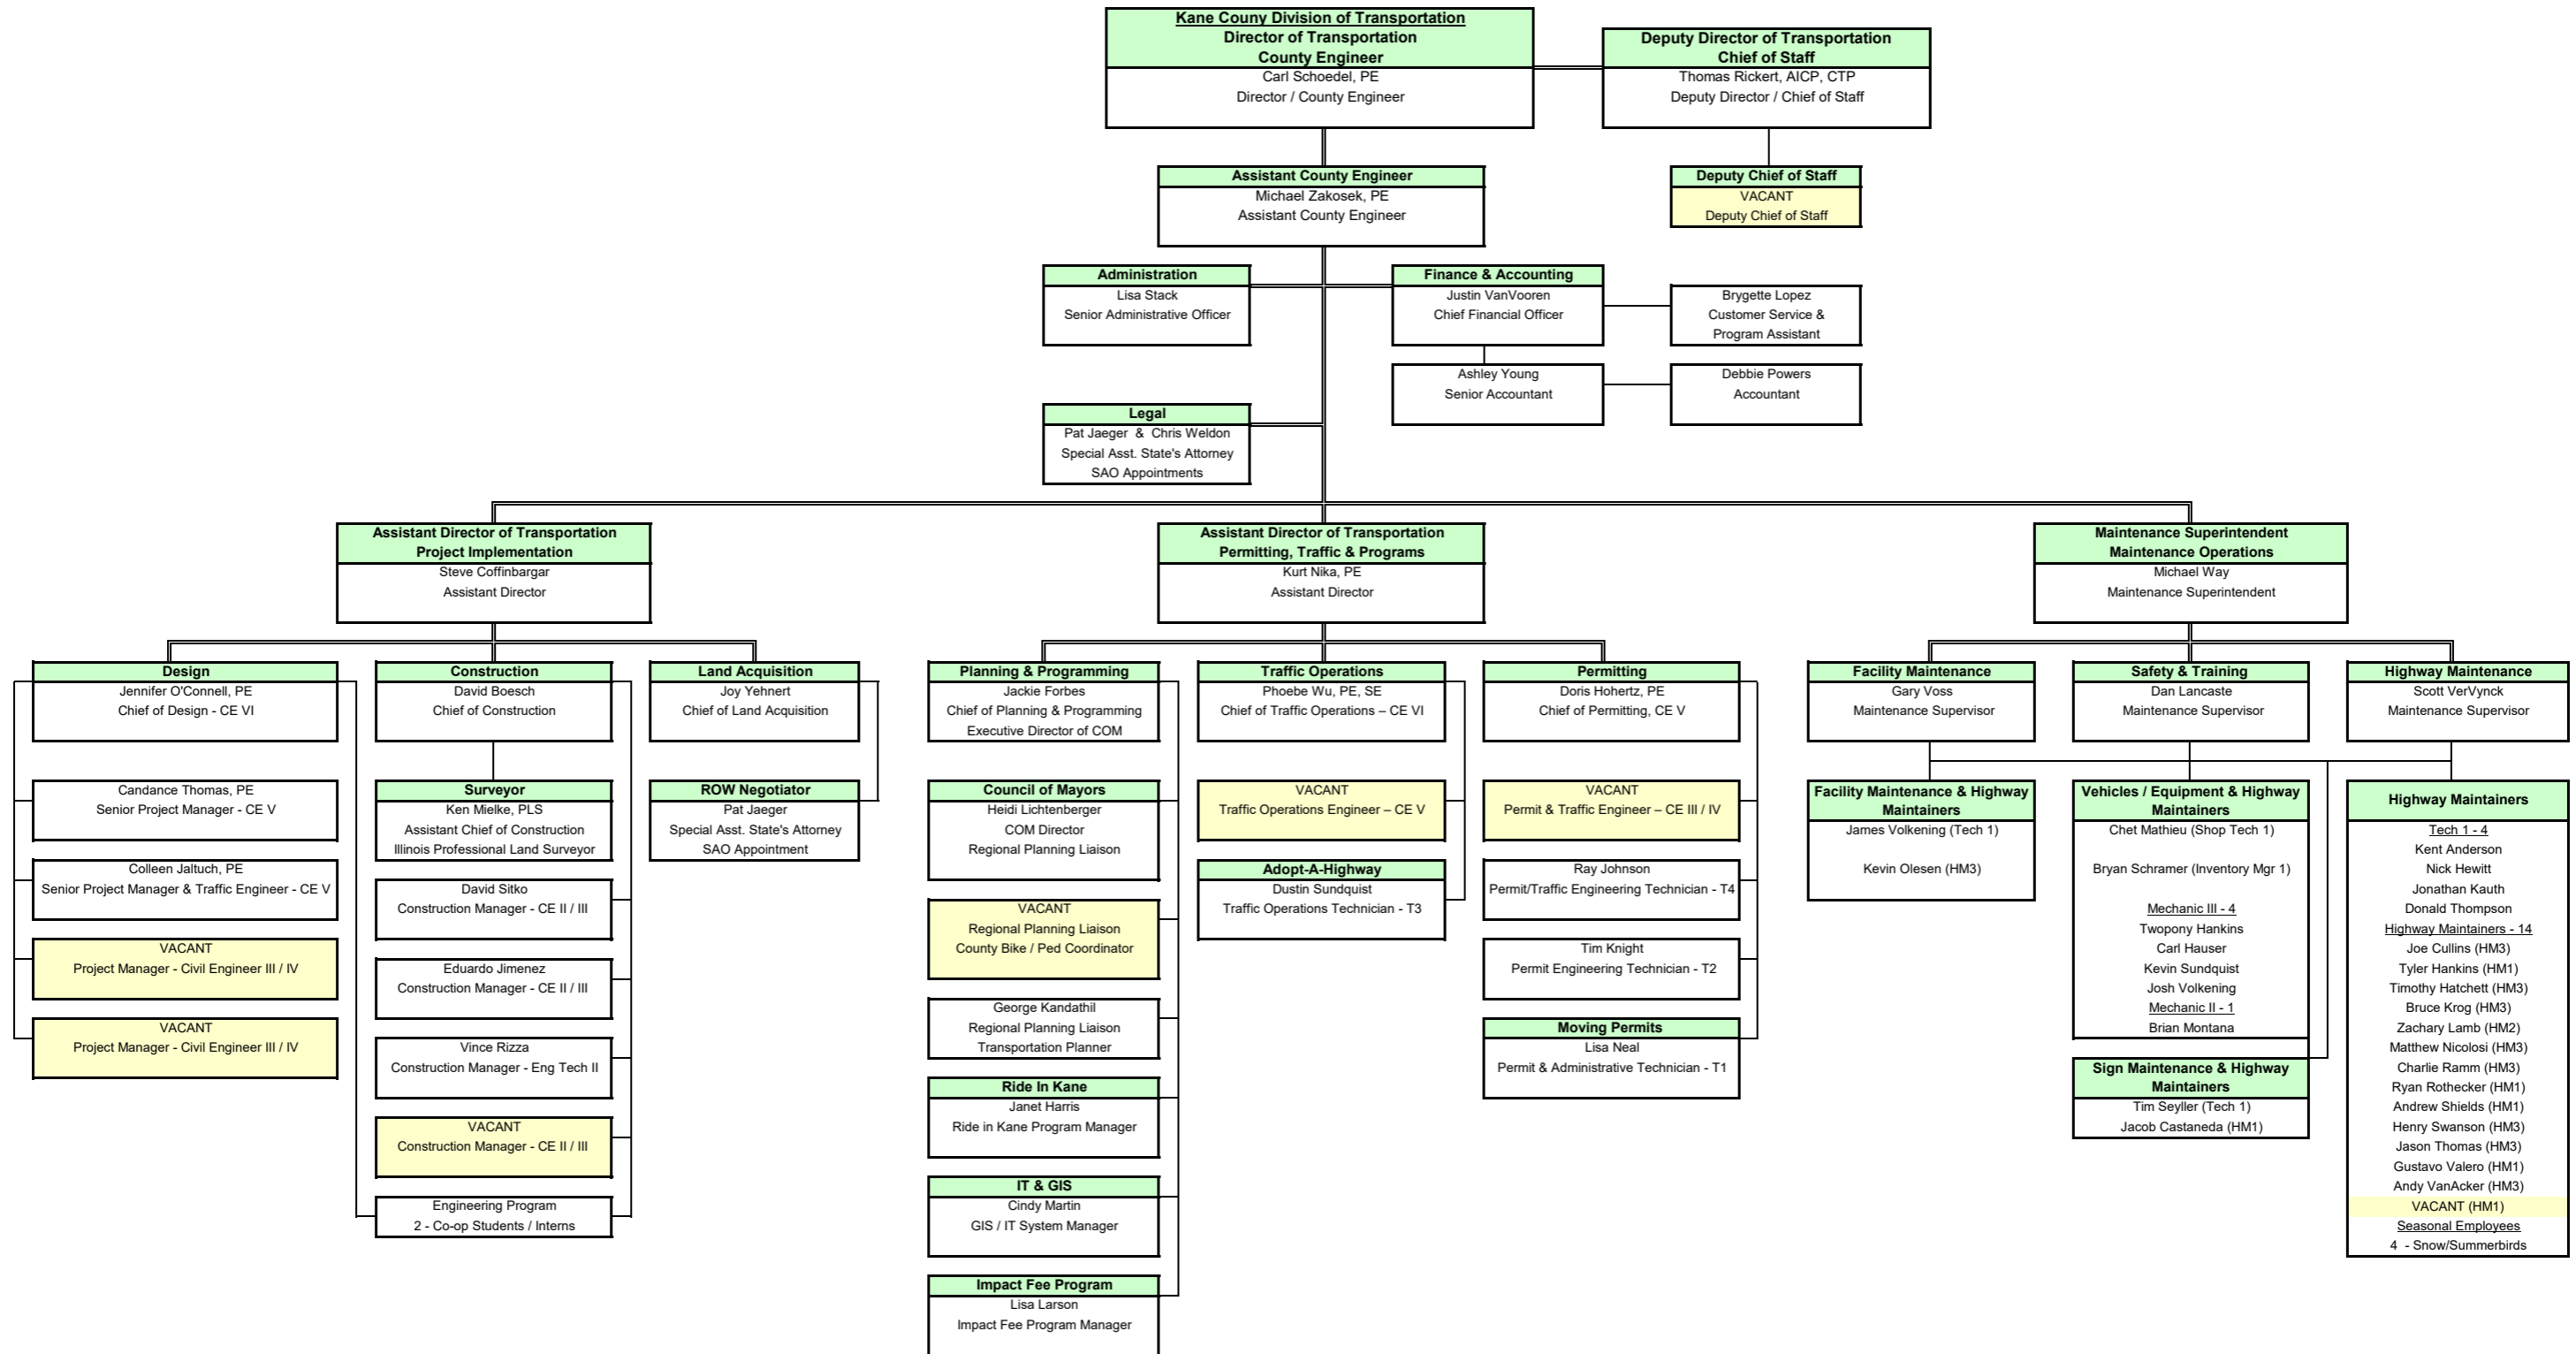 Kane Couny Division of Transportation
Director of Transportation
County Engineer
Carl Schoedel, PE
Director / County Engineer
Deputy Director of Transportation
Chief of Staff
Thomas Rickert, AICP, CTP
Deputy Director / Chief of Staff
Assistant County Engineer
Michael Zakosek, PE
Assistant County Engineer
Deputy Chief of Staff
VACANT
Deputy Chief of Staff
Administration
Lisa Stack
Senior Administrative Officer
Finance & Accounting
Justin VanVooren
Chief Financial Officer
Brygette Lopez
Customer Service &
Program Assistant
Ashley Young
Senior Accountant
Debbie Powers
Accountant
Legal
Pat Jaeger & Chris Weldon
Special Asst. State's Attorney
SAO Appointments
Assistant Director of Transportation
Project Implementation
Steve Coffinbargar
Assistant Director
Assistant Director of Transportation
Permitting, Traffic & Programs
Kurt Nika, PE
Assistant Director
Maintenance Superintendent
Maintenance Operations
Michael Way
Maintenance Superintendent
Design
Jennifer O'Connell, PE
Chief of Design - CE VI
Candance Thomas, PE
Senior Project Manager - CE V
Colleen Jaltuch, PE
Senior Project Manager & Traffic Engineer - CE V
VACANT
Project Manager - Civil Engineer III / IV
VACANT
Project Manager - Civil Engineer III / IV
Construction
David Boesch
Chief of Construction
Surveyor
Ken Mielke, PLS
Assistant Chief of Construction
Illinois Professional Land Surveyor
David Sitko
Construction Manager - CE II / III
Eduardo Jimenez
Construction Manager - CE II / III
Vince Rizza
Construction Manager - Eng Tech II
VACANT
Construction Manager - CE II / III
Engineering Program
2 - Co-op Students / Interns
Land Acquisition
Joy Yehnert
Chief of Land Acquisition
ROW Negotiator
Pat Jaeger
Special Asst. State's Attorney
SAO Appointment
Planning & Programming
Jackie Forbes
Chief of Planning & Programming
Executive Director of COM
Council of Mayors
Heidi Lichtenberger
COM Director
Regional Planning Liaison
VACANT
Regional Planning Liaison
County Bike / Ped Coordinator
George Kandathil
Regional Planning Liaison
Transportation Planner
Ride In Kane
Janet Harris
Ride in Kane Program Manager
IT & GIS
Cindy Martin
GIS / IT System Manager
Impact Fee Program
Lisa Larson
Impact Fee Program Manager
Traffic Operations
Phoebe Wu, PE, SE
Chief of Traffic Operations – CE VI
VACANT
Traffic Operations Engineer – CE V
Adopt-A-Highway
Dustin Sundquist
Traffic Operations Technician - T3
Permitting
Doris Hohertz, PE
Chief of Permitting, CE V
VACANT
Permit & Traffic Engineer – CE III / IV
Ray Johnson
Permit/Traffic Engineering Technician - T4
Tim Knight
Permit Engineering Technician - T2
Moving Permits
Lisa Neal
Permit & Administrative Technician - T1
Facility Maintenance
Gary Voss
Maintenance Supervisor
Facility Maintenance & Highway
Maintainers
James Volkening (Tech 1)
Kevin Olesen (HM3)
Safety & Training
Dan Lancaste
Maintenance Supervisor
Vehicles / Equipment & Highway
Maintainers
Chet Mathieu (Shop Tech 1)
Bryan Schramer (Inventory Mgr 1)
Mechanic III - 4
Twopony Hankins
Carl Hauser
Kevin Sundquist
Josh Volkening
Mechanic II - 1
Brian Montana
Sign Maintenance & Highway
Maintainers
Tim Seyller (Tech 1)
Jacob Castaneda (HM1)
Highway Maintenance
Scott VerVynck
Maintenance Supervisor
Highway Maintainers
Tech 1 - 4
Kent Anderson
Nick Hewitt
Jonathan Kauth
Donald Thompson
Highway Maintainers - 14
Joe Cullins (HM3)
Tyler Hankins (HM1)
Timothy Hatchett (HM3)
Bruce Krog (HM3)
Zachary Lamb (HM2)
Matthew Nicolosi (HM3)
Charlie Ramm (HM3)
Ryan Rothecker (HM1)
Andrew Shields (HM1)
Henry Swanson (HM3)
Jason Thomas (HM3)
Gustavo Valero (HM1)
Andy VanAcker (HM3)
VACANT (HM1)
Seasonal Employees
4 - Snow/Summerbirds